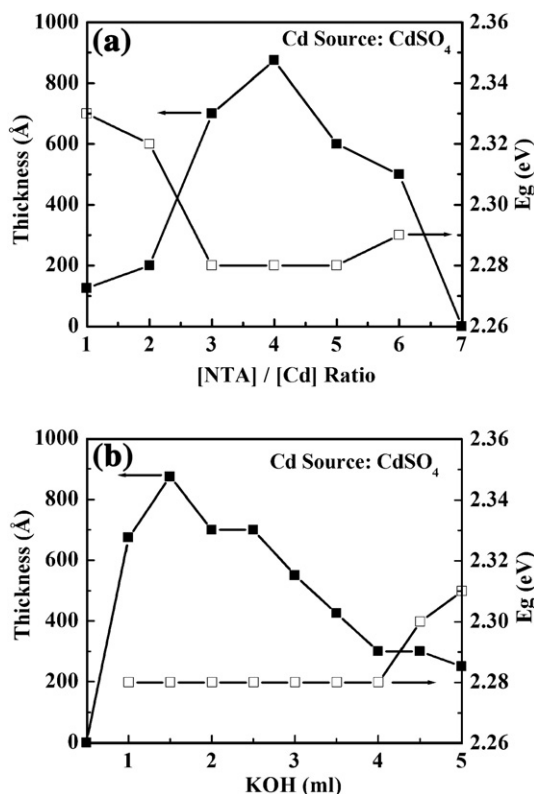 (a)
Cd Source: CdSO4
1000
800
600
400
200
0
Thickness (Å)
2.36
2.34
2.32
2.30
2.28
2.26
Eg (eV)
1 2 3 4 5 6 7
[NTA] / [Cd] Ratio
(b)
Cd Source: CdSO4
1000
800
600
400
200
0
Thickness (Å)
2.36
2.34
2.32
2.30
2.28
2.26
Eg (eV)
1 2 3 4 5
KOH (ml)